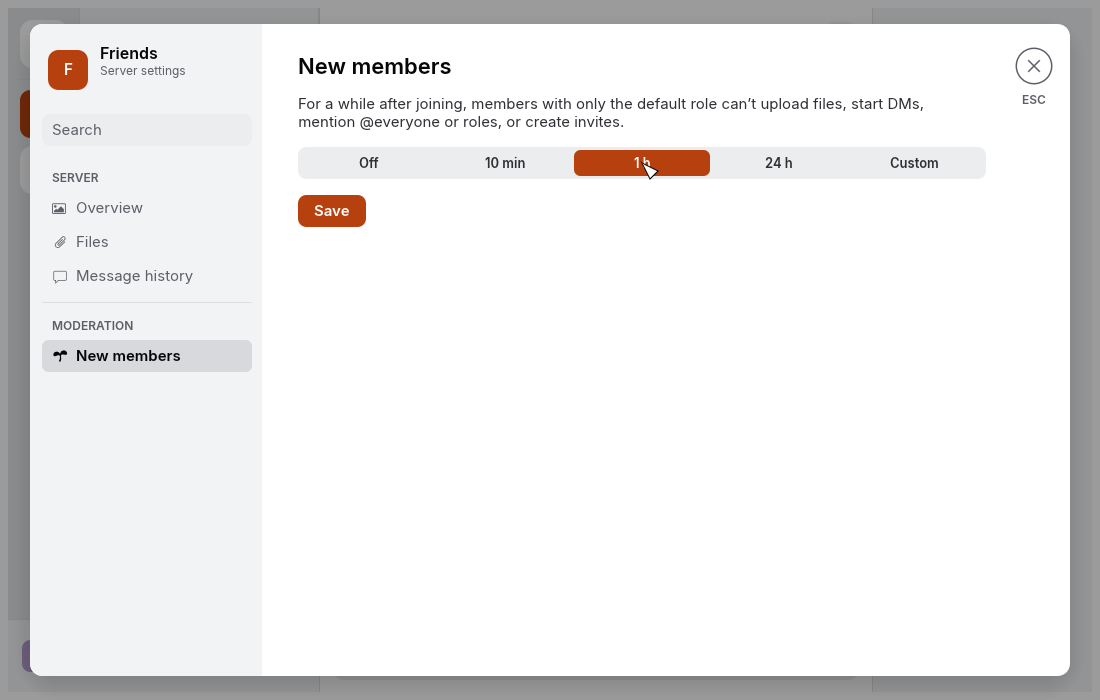 F
Friends
Server settings
Search
SERVER
Overview
Files
Message history
MODERATION
New members
New members
For a while after joining, members with only the default role can’t upload files, start DMs,
mention @everyone or roles, or create invites.
Off 10 min 1 h 24 h Custom
Save
ESC